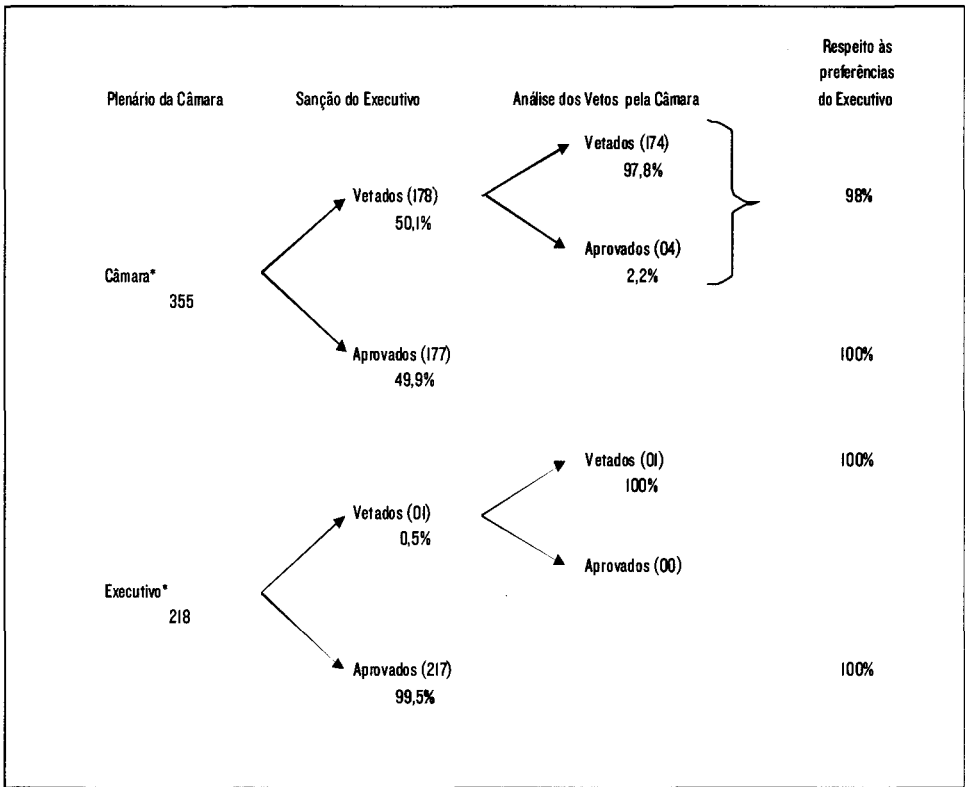 Respeito às
preferências
do Executivo
Plenário da Câmara
Sanção do Executivo
Análise dos Vetos pela Câmara
Vetados (174)
97,8%
Vetados (178)
50,1%
98%
Aprovados (04)
2,2%
Câmara*
355
Aprovados (177)
49,9%
100%
Vetados (01)
100%
100%
Vetados (01)
0,5%
Aprovados (00)
Executivo*
218
Aprovados (217)
99,5%
100%